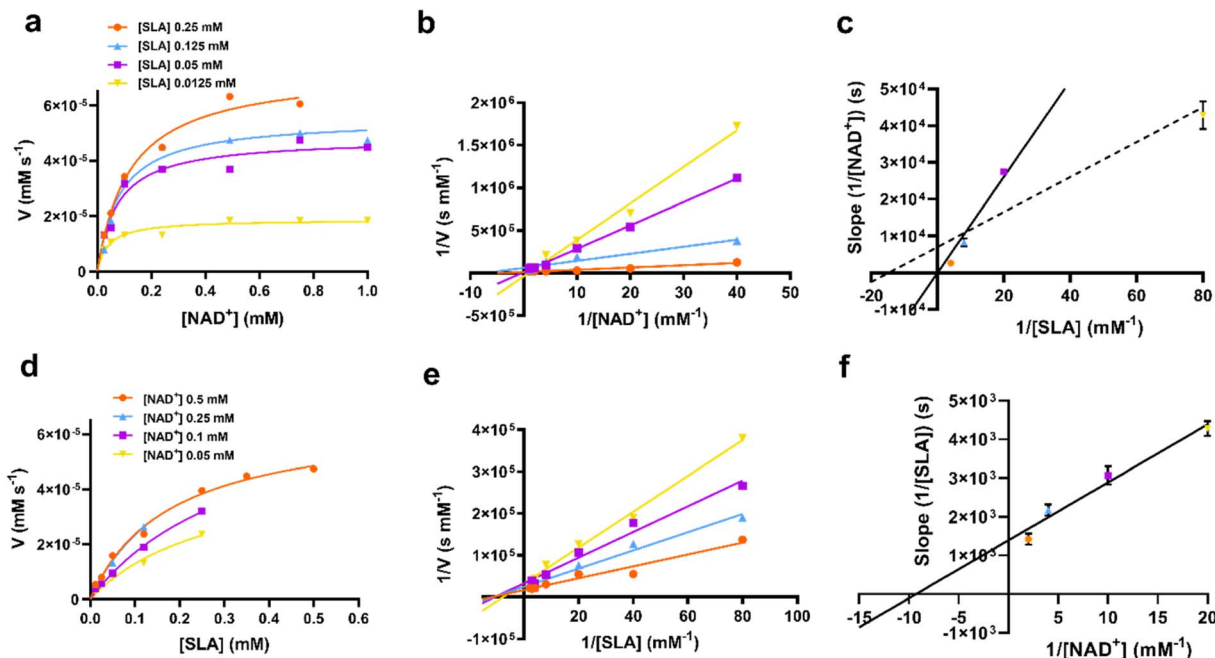 a
[SLA] 0.25 mM
[SLA] 0.125 mM
[SLA] 0.05 mM
[SLA] 0.0125 mM
6×10⁻⁵
4×10⁻⁵
2×10⁻⁵
0
V (mM s⁻¹)
0.0 0.2 0.4 0.6 0.8 1.0
[NAD⁺] (mM)
b
2×10⁶
2×10⁶
1×10⁶
5×10⁵
-5×10⁵
1/V (s mM⁻¹)
-10 10 20 30 40 50
1/[NAD⁺] (mM⁻¹)
c
5×10⁴
4×10⁴
3×10⁴
2×10⁴
1×10⁴
-1×10⁴
Slope (1/[NAD⁺]) (s)
-20 20 40 60 80
1/[SLA] (mM⁻¹)
d
[NAD⁺] 0.5 mM
[NAD⁺] 0.25 mM
[NAD⁺] 0.1 mM
[NAD⁺] 0.05 mM
6×10⁻⁵
4×10⁻⁵
2×10⁻⁵
0
V (mM s⁻¹)
0.0 0.1 0.2 0.3 0.4 0.5 0.6
[SLA] (mM)
e
4×10⁵
3×10⁵
2×10⁵
1×10⁵
-1×10⁵
1/V (s mM⁻¹)
20 40 60 80 100
1/[SLA] (mM⁻¹)
f
5×10³
4×10³
3×10³
2×10³
1×10³
-1×10³
Slope (1/[SLA]) (s)
-15 -10 -5 5 10 15 20
1/[NAD⁺] (mM⁻¹)